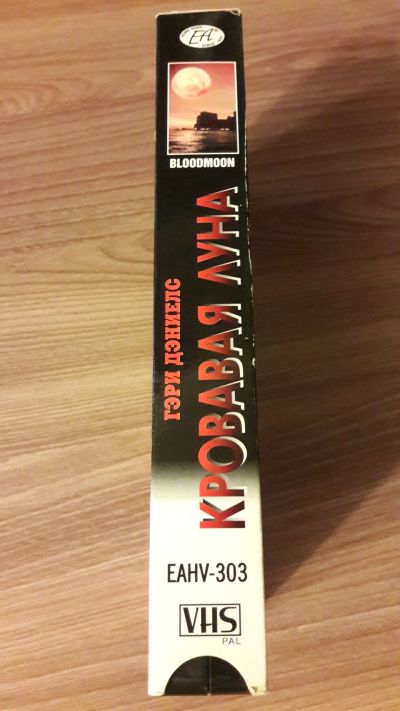 EA
BLOODMOON
ГЭРИ ДЭНИЕЛС
КРОВАВАЯ ЛУНА
EAHV-303
VHS
PAL